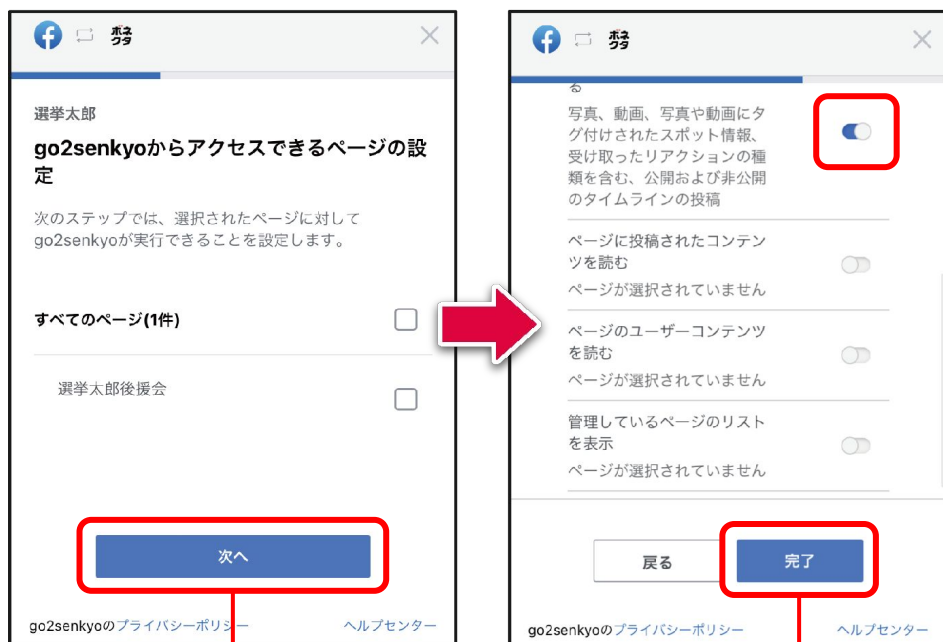 ボネ
クタ
選挙太郎
go2senkyoからアクセスできるページの設
定
次のステップでは、選択されたページに対して
go2senkyoが実行できることを設定します。
すべてのページ(1件)
選挙太郎後援会
次へ
go2senkyoのプライバシーポリシー
ヘルプセンター
ボネ
クタ
る
写真、動画、写真や動画にタ
グ付けされたスポット情報、
受け取ったリアクションの種
類を含む、公開および非公開
のタイムラインの投稿
ページに投稿されたコンテン
ツを読む
ページが選択されていません
ページのユーザーコンテンツ
を読む
ページが選択されていません
管理しているページのリスト
を表示
ページが選択されていません
戻る
完了
go2senkyoのプライバシーポリシー
ヘルプセンター